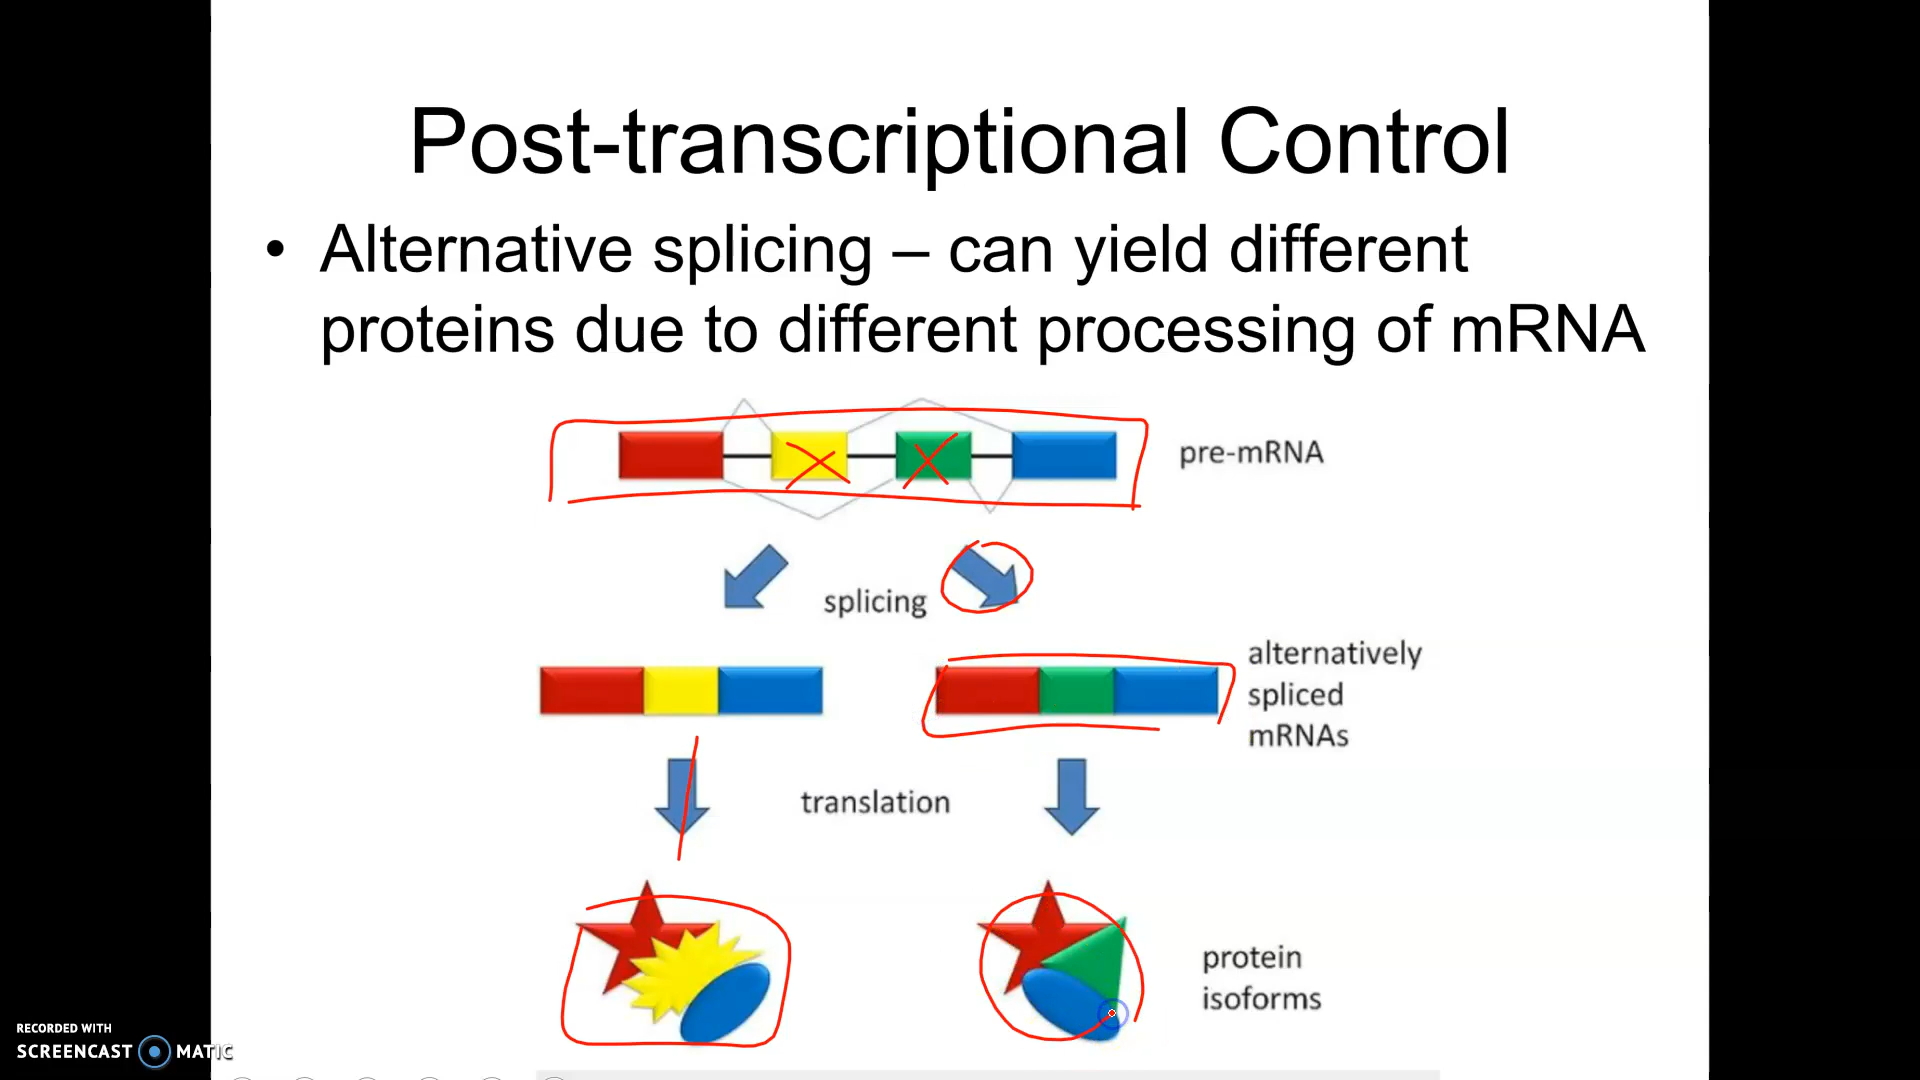 Post-transcriptional Control
• Alternative splicing – can yield different
proteins due to different processing of mRNA
pre-mRNA
splicing
alternatively
spliced
mRNAs
translation
protein
isoforms
RECORDED WITH
SCREENCAST MATIC